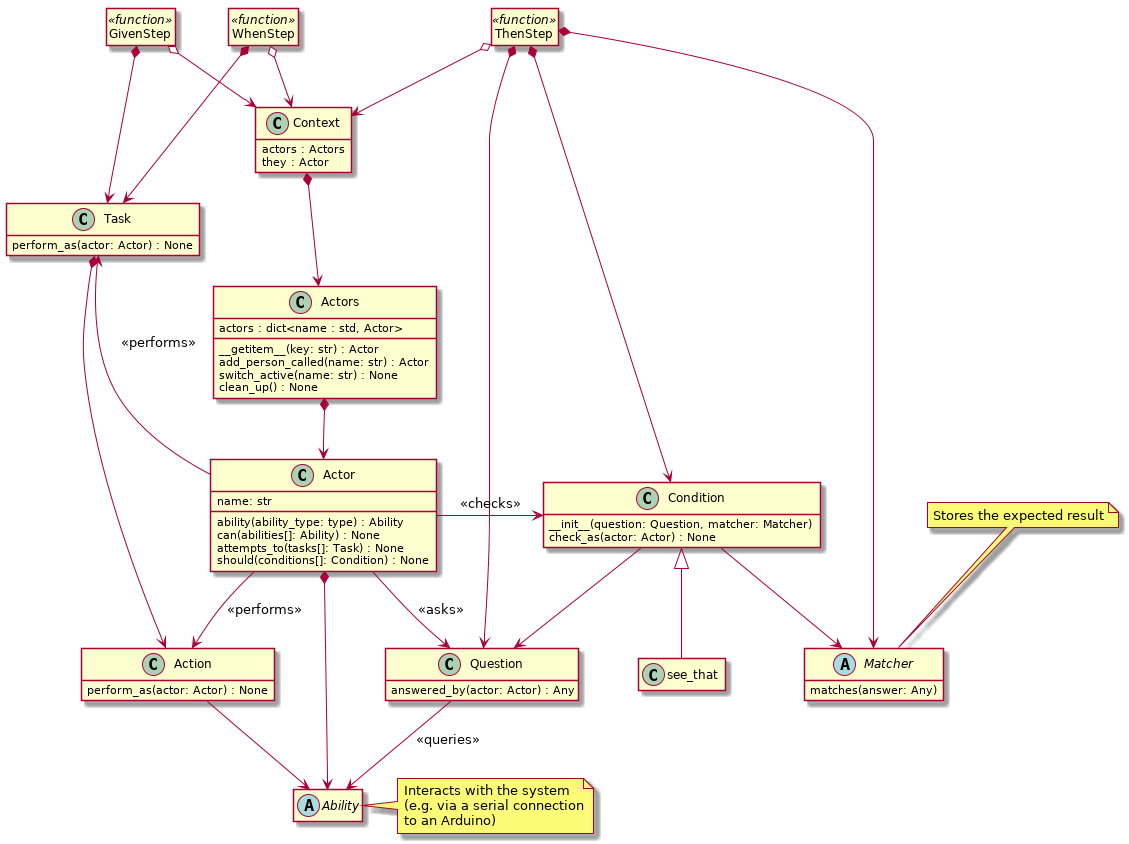 «function»
GivenStep
«function»
WhenStep
«function»
ThenStep
C Context
actors : Actors
they : Actor
C Task
perform_as(actor: Actor) : None
C Actors
actors : dict<name : std, Actor>
__getitem__(key: str) : Actor
add_person_called(name: str) : Actor
switch_active(name: str) : None
clean_up() : None
«performs»
C Actor
name: str
ability(ability_type: type) : Ability
can(abilities[]: Ability) : None
attempts_to(tasks[]: Task) : None
should(conditions[]: Condition) : None
«checks»
C Condition
__init__(question: Question, matcher: Matcher)
check_as(actor: Actor) : None
Stores the expected result
«performs»
«asks»
C Action
perform_as(actor: Actor) : None
C Question
answered_by(actor: Actor) : Any
C see_that
A Matcher
matches(answer: Any)
«queries»
A Ability
Interacts with the system
(e.g. via a serial connection
to an Arduino)